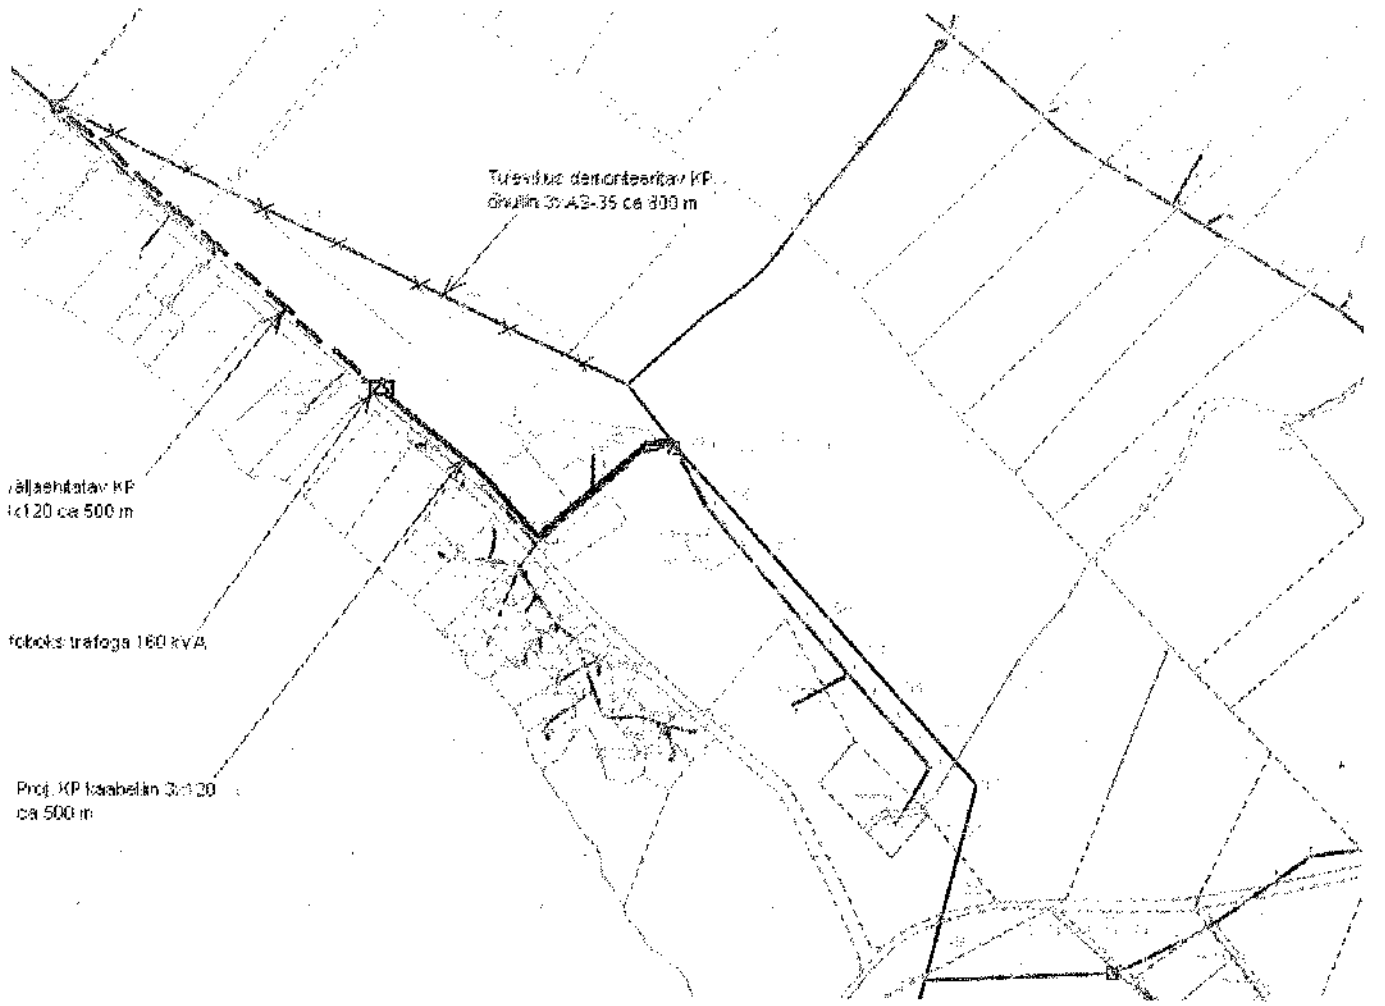 Tulevikus demonteeritav KP
õhuliin 3xAS-35 ca 800 m
väljaehitatav KP
ca 500 m
trafoga 160 kVA
Proj. KP kaabelliin 3x120
ca 500 m